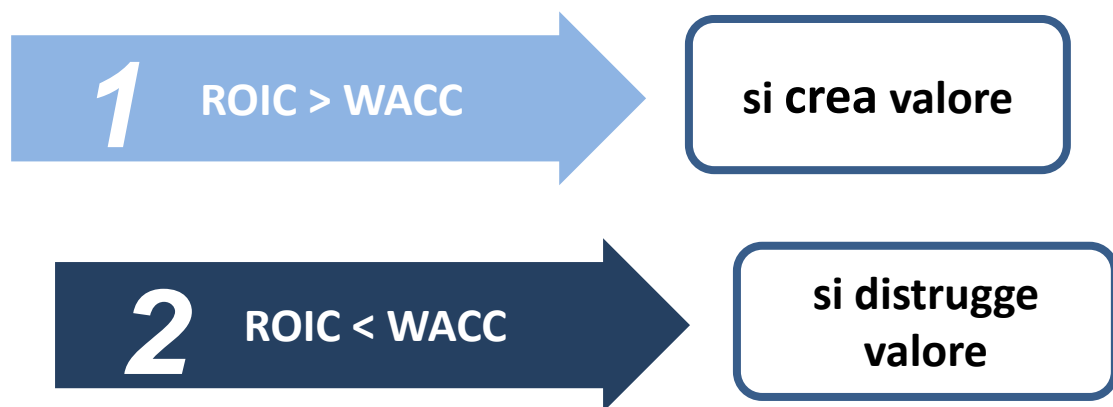 1 ROIC > WACC
si crea valore
2 ROIC < WACC
si distrugge
valore